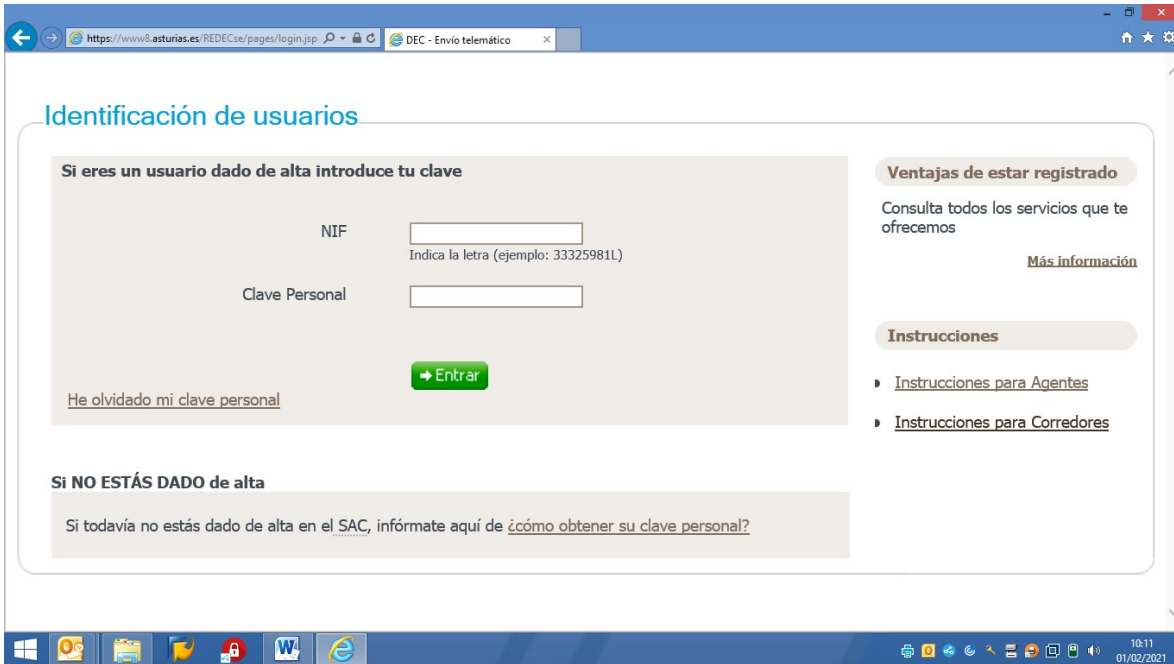 https://www8.asturias.es/REDECse/pages/login.jsp
DEC - Envío telemático
Identificación de usuarios
Si eres un usuario dado de alta introduce tu clave
NIF
Indica la letra (ejemplo: 33325981L)
Clave Personal
Entrar
He olvidado mi clave personal
Si NO ESTÁS DADO de alta
Si todavía no estás dado de alta en el SAC, infórmate aquí de ¿cómo obtener su clave personal?
Ventajas de estar registrado
Consulta todos los servicios que te
ofrecemos
Más información
Instrucciones
Instrucciones para Agentes
Instrucciones para Corredores
10:11
01/02/2021